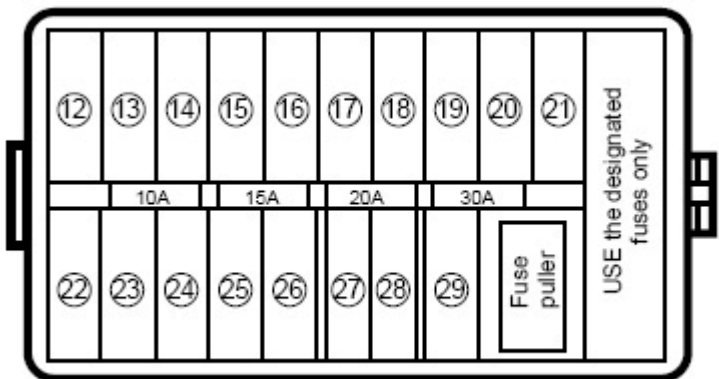 ⑫ ⑬ ⑭ ⑮ ⑯ ⑰ ⑱ ⑲ ⑳ ㉑
10A 15A 20A 30A
㉒ ㉓ ㉔ ㉕ ㉖ ㉗ ㉘ ㉙
Fuse
puller
USE the designated
fuses only